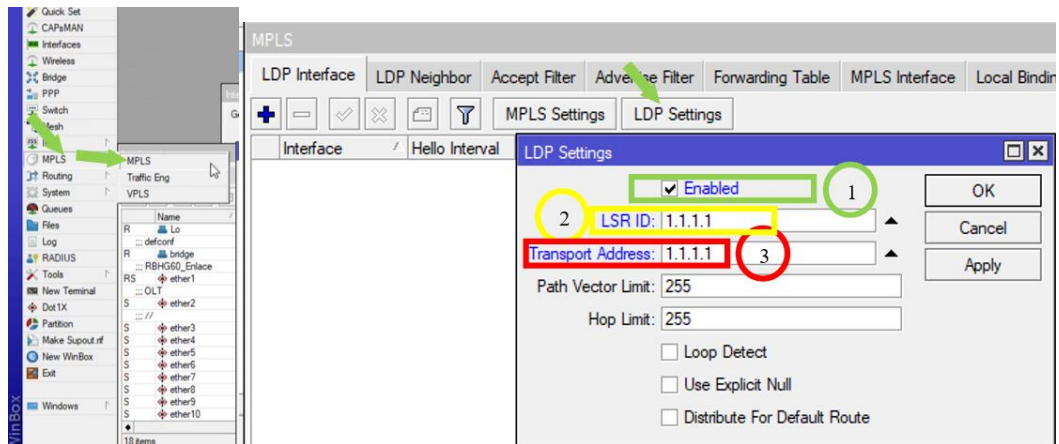 Quick Set
CAPsMAN
Interfaces
Wireless
Bridge
PPP
Switch
Mesh
MPLS
Routing
System
Queues
Files
Log
RADIUS
Tools
New Terminal
Dot1X
Partition
Make Supout.rif
New WinBox
Exit
Windows
WinBox
MPLS
Traffic Eng
VPLS
Name
R Lo
::: defconf
R bridge
::: RBHG60_Enlace
RS ether1
::: OLT
S ether2
::: //
S ether3
S ether4
S ether5
S ether6
S ether7
S ether8
S ether9
S ether10
18 items
MPLS
LDP Interface LDP Neighbor Accept Filter Advertise Filter Forwarding Table MPLS Interface Local Bindin
MPLS Settings LDP Settings
Interface / Hello Interval
LDP Settings
Enabled 1
2 LSR ID: 1.1.1.1
Transport Address: 1.1.1.1 3
Path Vector Limit: 255
Hop Limit: 255
Loop Detect
Use Explicit Null
Distribute For Default Route
OK
Cancel
Apply